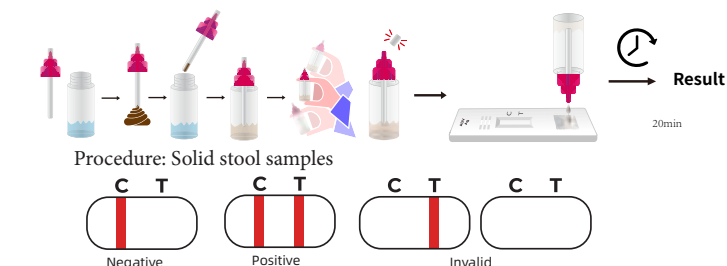 C T
Result
20min
Procedure: Solid stool samples
C T C T C T C T
Negative Positive Invalid